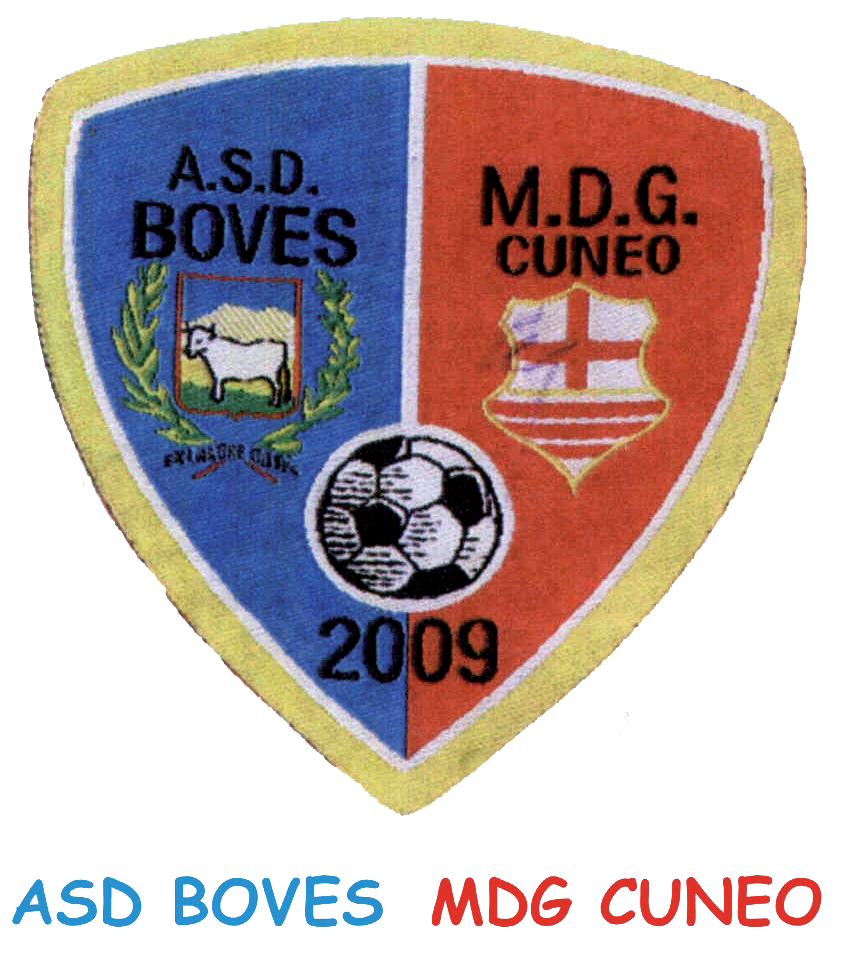 A.S.D.
BOVES
M.D.G.
CUNEO
2009
ASD BOVES MDG CUNEO